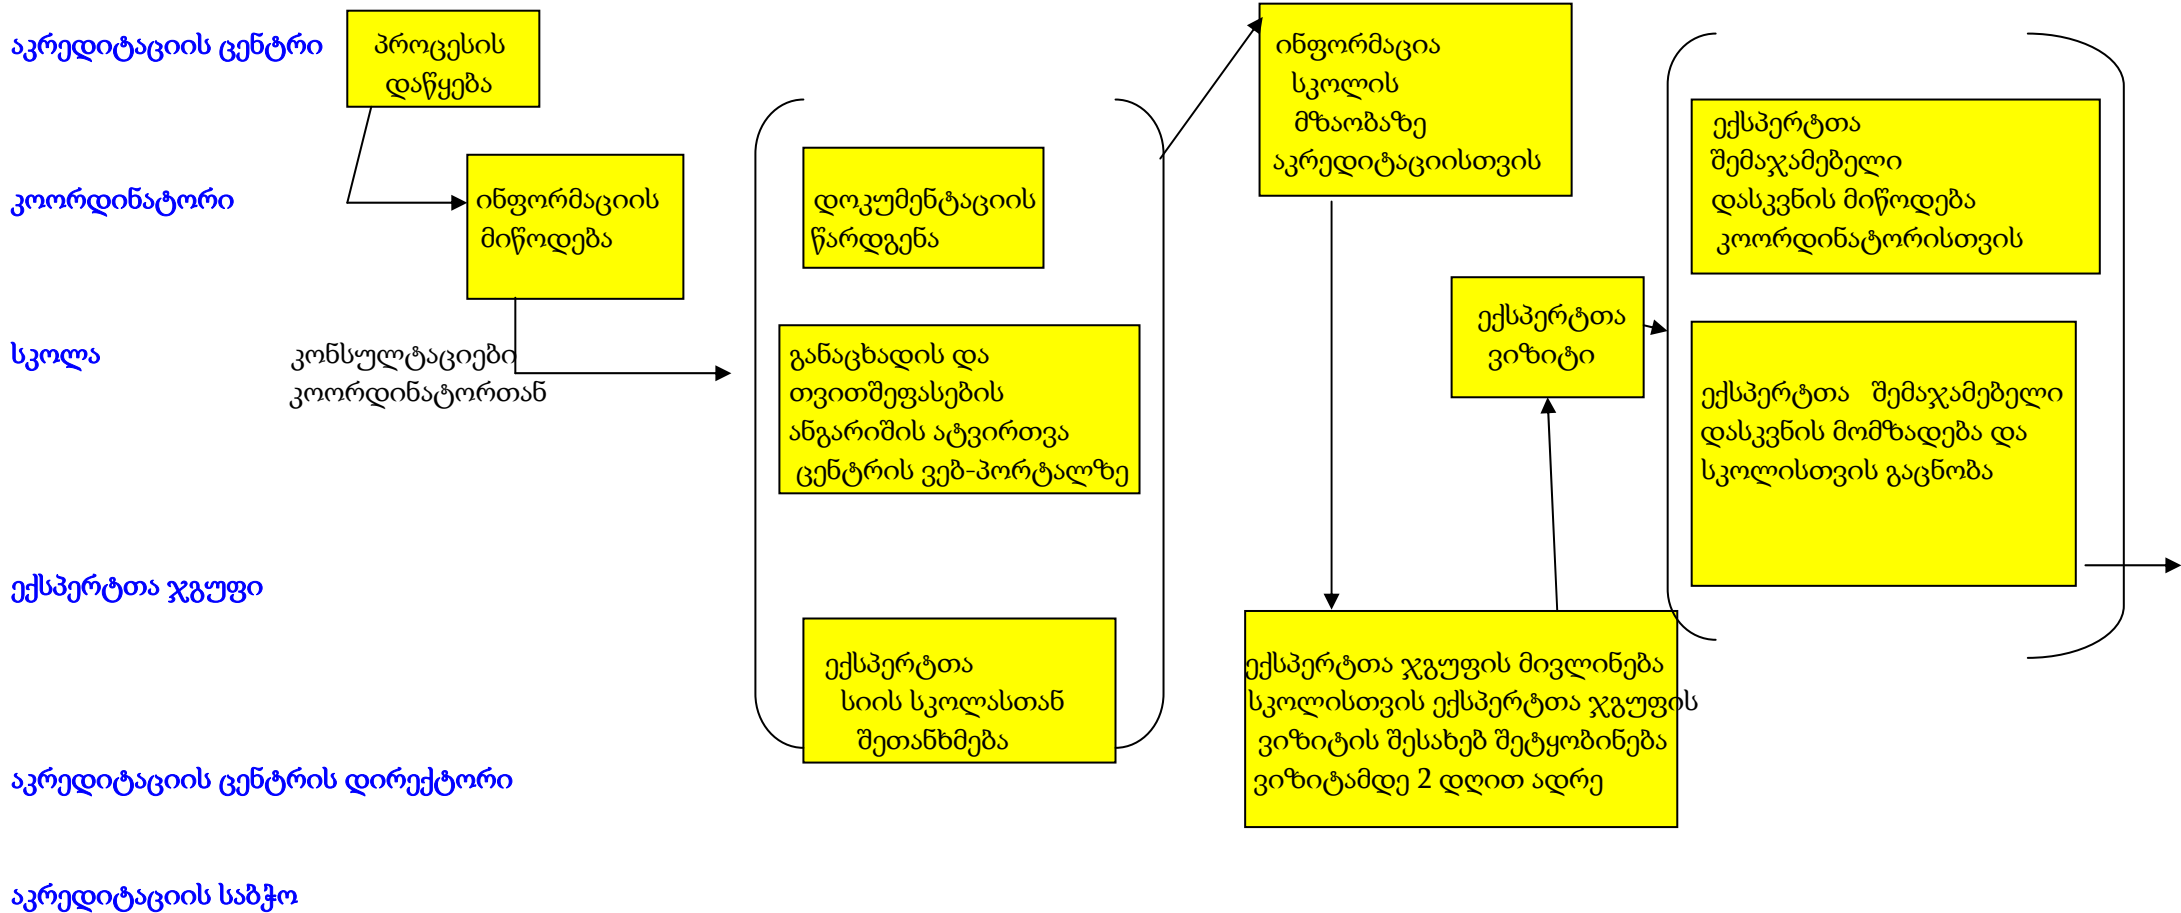 აკრედიტაციის ცენტრი
პროცესის
დაწყება
კოორდინატორი
ინფორმაციის
მიწოდება
სკოლა
კონსულტაციები
კოორდინატორთან
დოკუმენტაციის
წარდგენა
განაცხადის და
თვითშეფასების
ანგარიშის ატვირთვა
ცენტრის ვებ-პორტალზე
ექსპერტთა
სიის სკოლასთან
შეთანხმება
ინფორმაცია
სკოლის
მზაობაზე
აკრედიტაციისთვის
ექსპერტთა ჯგუფის მივლინება
სკოლისთვის ექსპერტთა ჯგუფის
ვიზიტის შესახებ შეტყობინება
ვიზიტამდე 2 დღით ადრე
ექსპერტთა
ვიზიტი
ექსპერტთა
შემაჯამებელი
დასკვნის მიწოდება
კოორდინატორისთვის
ექსპერტთა შემაჯამებელი
დასკვნის მომზადება და
სკოლისთვის გაცნობა
ექსპერტთა ჯგუფი
აკრედიტაციის ცენტრის დირექტორი
აკრედიტაციის საბჭო